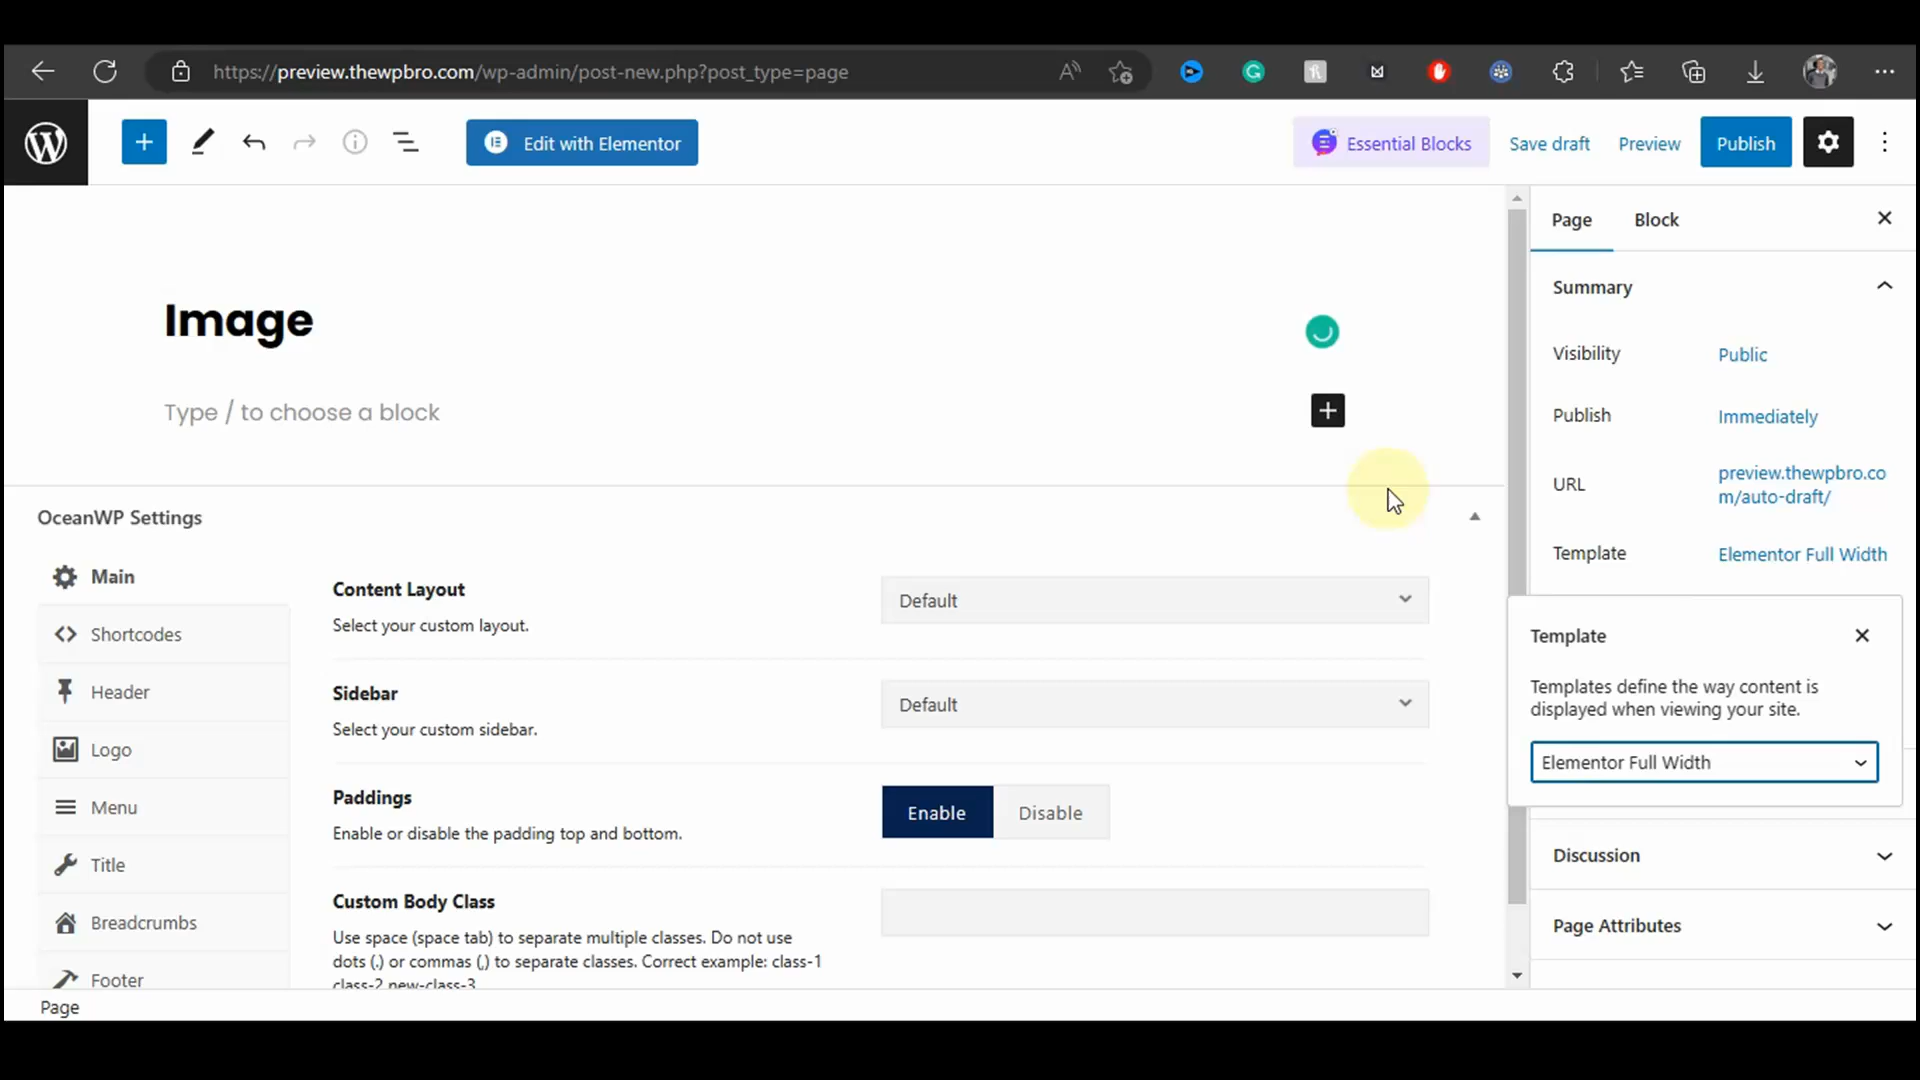 https://preview.thewpbro.com/wp-admin/post-new.php?post_type=page
Edit with Elementor
Essential Blocks
Save draft
Preview
Publish
Page
Block
Summary
Image
Visibility
Public
Type / to choose a block
Publish
Immediately
URL
preview.thewpbro.co
m/auto-draft/
OceanWP Settings
Template
Elementor Full Width
Main
Shortcodes
Header
Logo
Menu
Title
Breadcrumbs
Footer
Content Layout
Select your custom layout.
Default
Sidebar
Select your custom sidebar.
Default
Paddings
Enable or disable the padding top and bottom.
Enable
Disable
Custom Body Class
Use space (space tab) to separate multiple classes. Do not use
dots (.) or commas (,) to separate classes. Correct example: class-1
class-2 new-class-3
Template
Templates define the way content is
displayed when viewing your site.
Elementor Full Width
Discussion
Page Attributes
Page